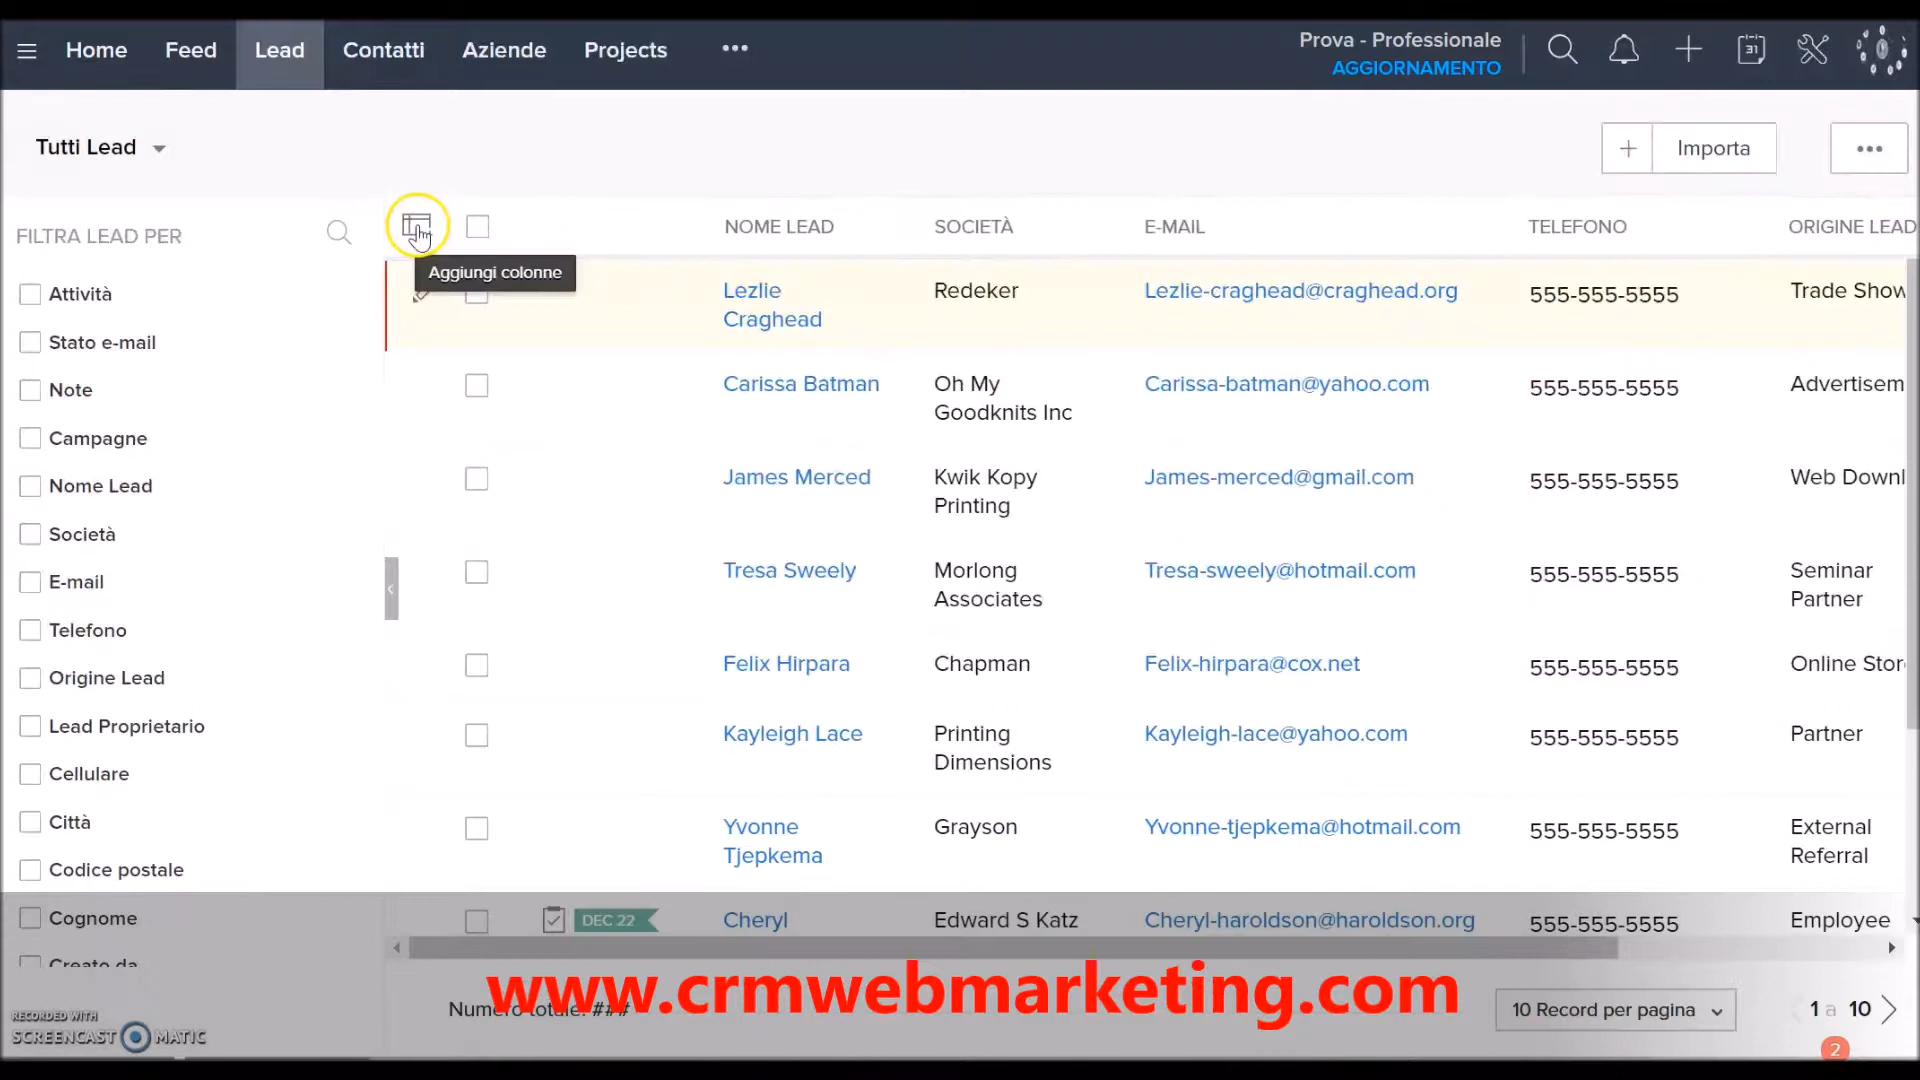 Home Feed Lead Contatti Aziende Projects •••
Prova - Professionale
AGGIORNAMENTO
31
Tutti Lead
+ Importa •••
FILTRA LEAD PER
NOME LEAD SOCIETÀ E-MAIL TELEFONO ORIGINE LEAD
Aggiungi colonne
Attività
Stato e-mail
Note
Campagne
Nome Lead
Società
E-mail
Telefono
Origine Lead
Lead Proprietario
Cellulare
Città
Codice postale
Cognome
Creato da
Lezlie
Craghead
Redeker
Lezlie-craghead@craghead.org
555-555-5555
Trade Show
Carissa Batman
Oh My
Goodknits Inc
Carissa-batman@yahoo.com
555-555-5555
Advertisem
James Merced
Kwik Kopy
Printing
James-merced@gmail.com
555-555-5555
Web Downl
Tresa Sweely
Morlong
Associates
Tresa-sweely@hotmail.com
555-555-5555
Seminar
Partner
Felix Hirpara
Chapman
Felix-hirpara@cox.net
555-555-5555
Online Stor
Kayleigh Lace
Printing
Dimensions
Kayleigh-lace@yahoo.com
555-555-5555
Partner
Yvonne
Tjepkema
Grayson
Yvonne-tjepkema@hotmail.com
555-555-5555
External
Referral
DEC 22
Cheryl
Edward S Katz
Cheryl-haroldson@haroldson.org
555-555-5555
Employee
www.crmwebmarketing.com
Numero totale: ###
10 Record per pagina
1 a 10
2
RECORDED WITH
SCREENCAST MATIC